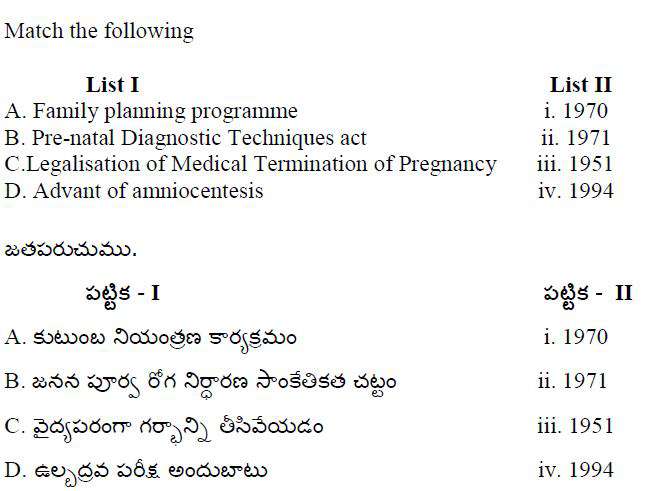 Match the following
List I List II
A. Family planning programme i. 1970
B. Pre-natal Diagnostic Techniques act ii. 1971
C.Legalisation of Medical Termination of Pregnancy iii. 1951
D. Advant of amniocentesis iv. 1994
జతపరుచుము.
పట్టిక - I పట్టిక - II
A. కుటుంబ నియంత్రణ కార్యక్రమం i. 1970
B. జనన పూర్వ రోగ నిర్ధారణ సాంకేతికత చట్టం ii. 1971
C. వైద్యపరంగా గర్భాన్ని తీసివేయడం iii. 1951
D. ఉల్బద్రవ పరీక్ష అందుబాటు iv. 1994